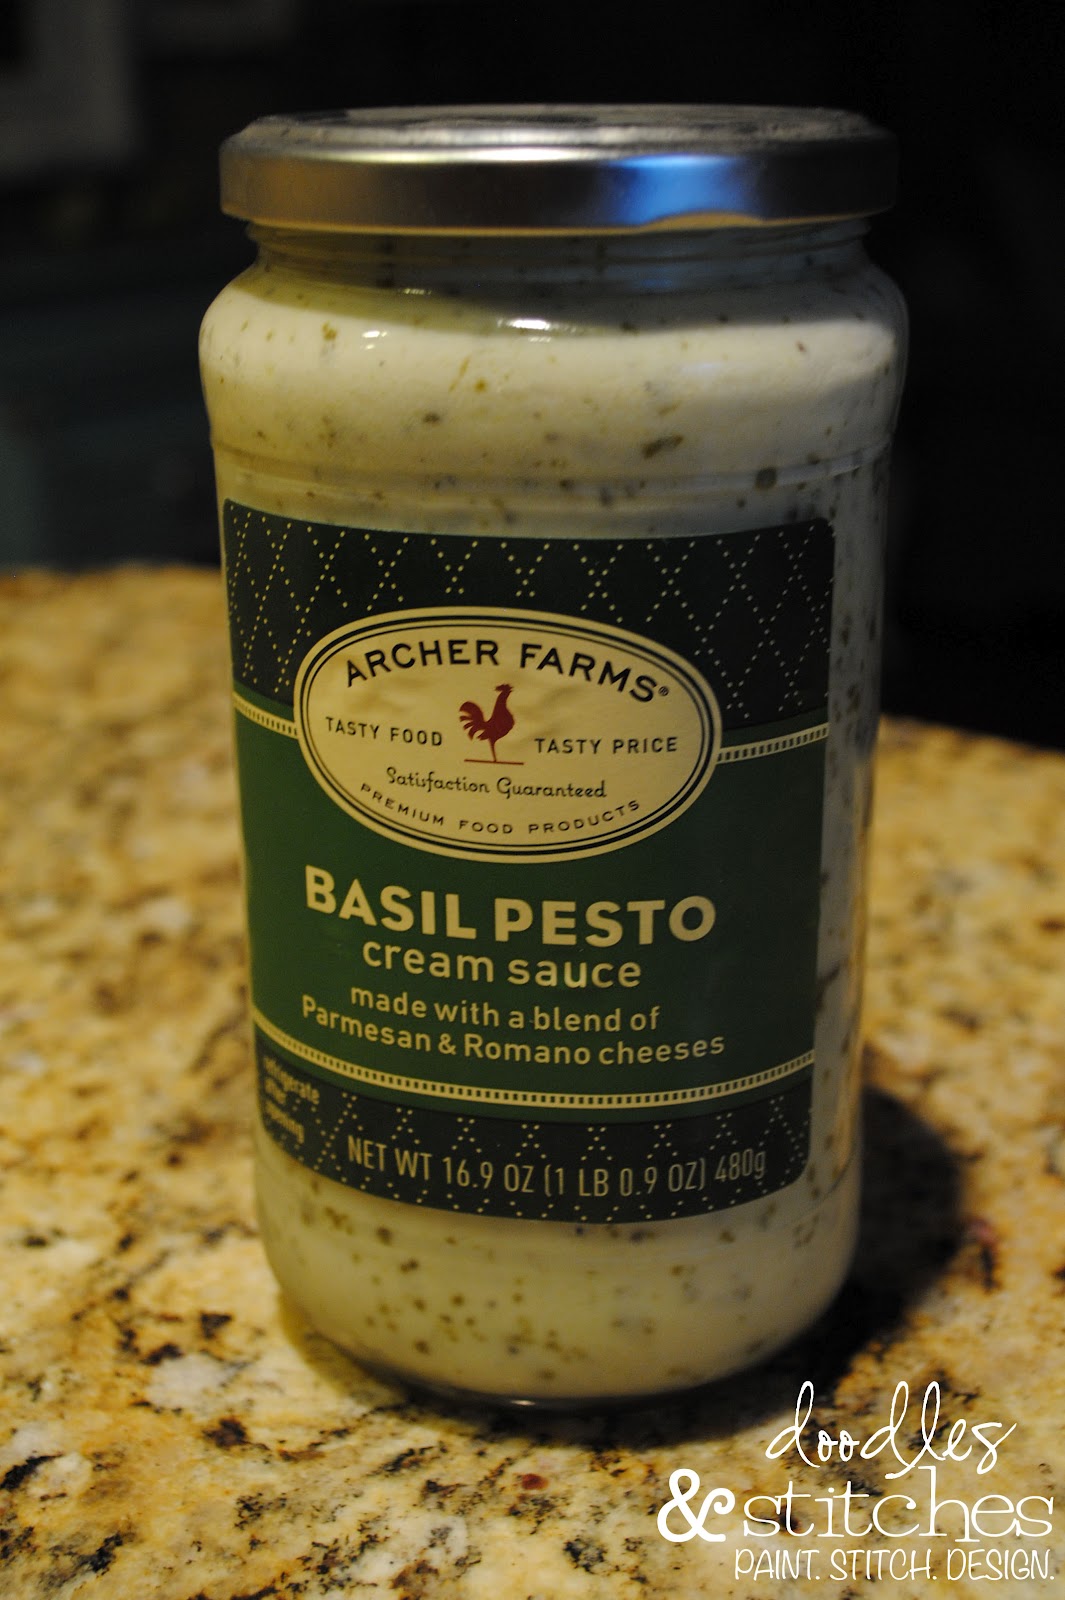 ARCHER FARMS®
TASTY FOOD TASTY PRICE
Satisfaction Guaranteed
PREMIUM FOOD PRODUCTS
BASIL PESTO
cream sauce
made with a blend of
Parmesan & Romano cheeses
refrigerate
after
opening
NET WT 16.9 OZ (1 LB 0.9 OZ) 480g
doodles
& stitches
PAINT. STITCH. DESIGN.